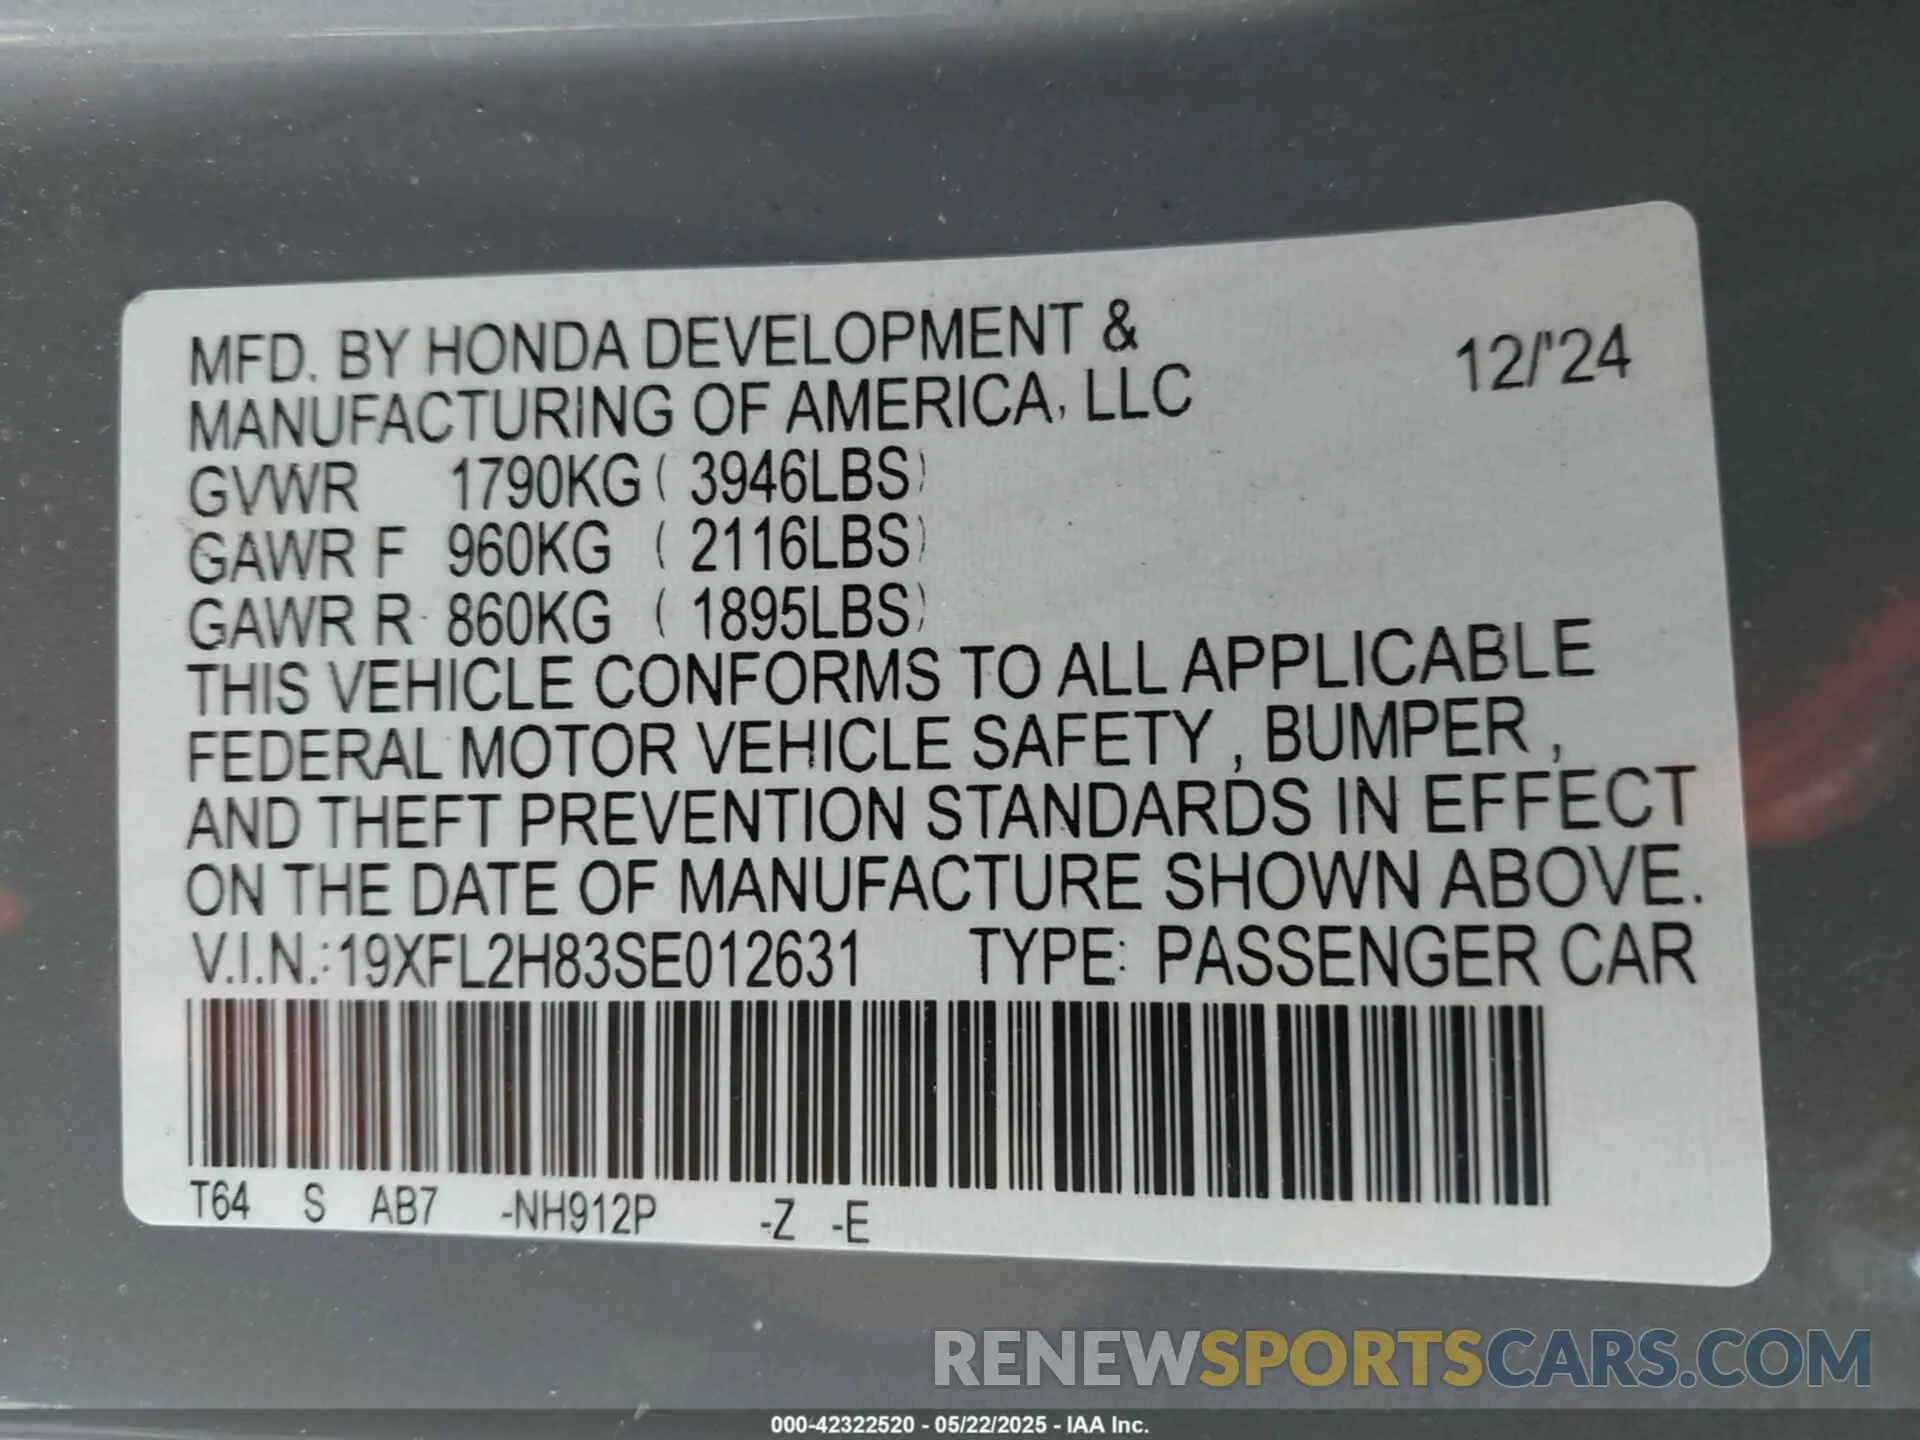 MFD. BY HONDA DEVELOPMENT &
MANUFACTURING OF AMERICA, LLC
12/'24
GVWR 1790KG ( 3946LBS)
GAWR F 960KG ( 2116LBS)
GAWR R 860KG ( 1895LBS)
THIS VEHICLE CONFORMS TO ALL APPLICABLE
FEDERAL MOTOR VEHICLE SAFETY , BUMPER ,
AND THEFT PREVENTION STANDARDS IN EFFECT
ON THE DATE OF MANUFACTURE SHOWN ABOVE.
V.I.N.:19XFL2H83SE012631 TYPE: PASSENGER CAR
T64 S AB7 -NH912P -Z -E
RENEWSPORTSCARS.COM
000-42322520 - 05/22/2025 - IAA Inc.